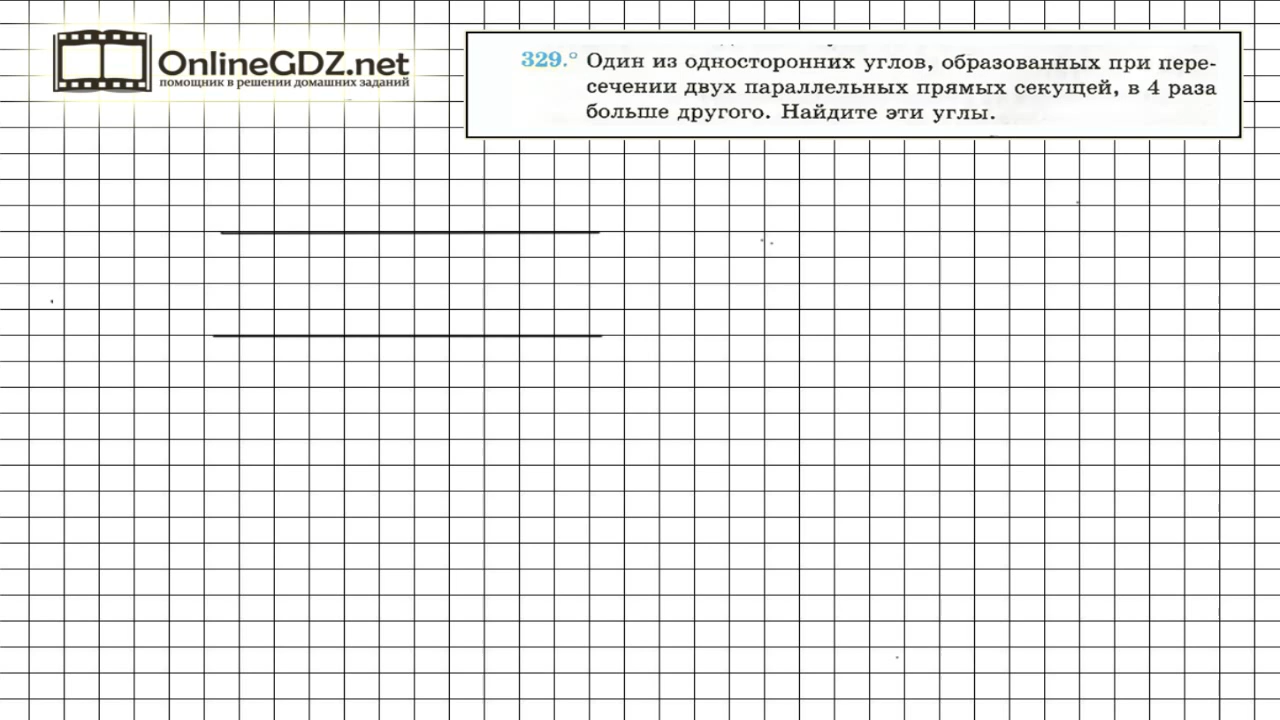 OnlineGDZ.net
помощник в решении домашних заданий
329.° Один из односторонних углов, образованных при пере-
сечении двух параллельных прямых секущей, в 4 раза
больше другого. Найдите эти углы.